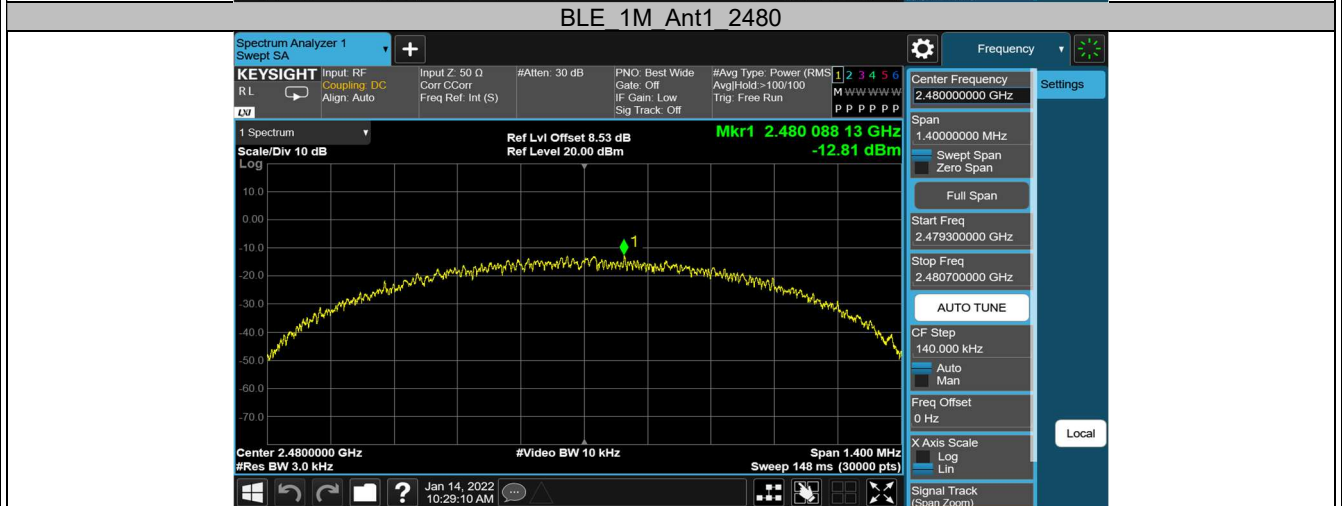 BLE_1M_Ant1_2480
Spectrum Analyzer 1
Swept SA
+
Frequency
KEYSIGHT
RL
LXI
Input: RF
Coupling: DC
Align: Auto
Input Z: 50 Ω
Corr CCorr
Freq Ref: Int (S)
#Atten: 30 dB
PNO: Best Wide
Gate: Off
IF Gain: Low
Sig Track: Off
#Avg Type: Power (RMS
Avg|Hold:>100/100
Trig: Free Run
1 2 3 4 5 6
M W W W W W
P P P P P P
1 Spectrum
Scale/Div 10 dB
Log
Ref Lvl Offset 8.53 dB
Ref Level 20.00 dBm
Mkr1 2.480 088 13 GHz
-12.81 dBm
10.0
0.00
-10.0
-20.0
-30.0
-40.0
-50.0
-60.0
-70.0
1
Center 2.4800000 GHz
#Res BW 3.0 kHz
#Video BW 10 kHz
Span 1.400 MHz
Sweep 148 ms (30000 pts)
?
Jan 14, 2022
10:29:10 AM
Center Frequency
2.480000000 GHz
Span
1.40000000 MHz
Swept Span
Zero Span
Full Span
Start Freq
2.479300000 GHz
Stop Freq
2.480700000 GHz
AUTO TUNE
CF Step
140.000 kHz
Auto
Man
Freq Offset
0 Hz
X Axis Scale
Log
Lin
Signal Track
(Span Zoom)
Settings
Local